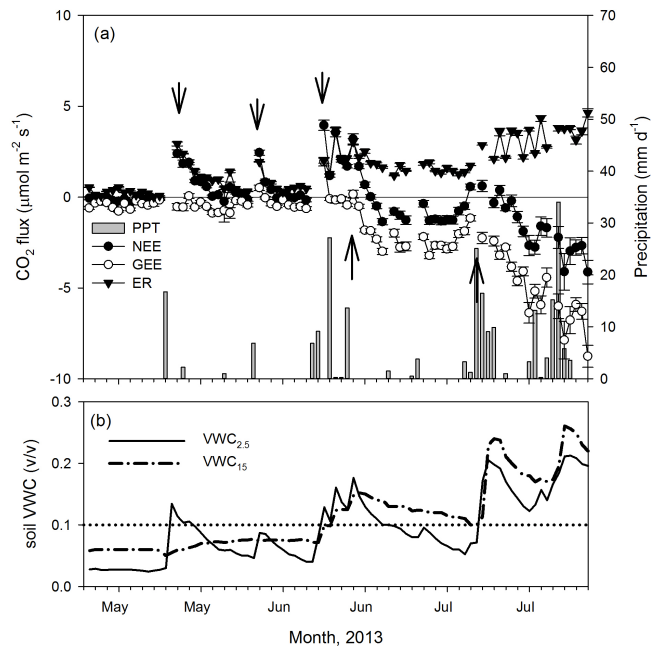 (a)
10
5
0
-5
-10
CO2 flux (μmol m-2 s-1)
70
60
50
40
30
20
10
0
Precipitation (mm d-1)
PPT
NEE
GEE
ER
(b)
0.3
0.2
0.1
0.0
soil VWC (v/v)
VWC2.5
VWC15
May May Jun Jun Jul Jul
Month, 2013